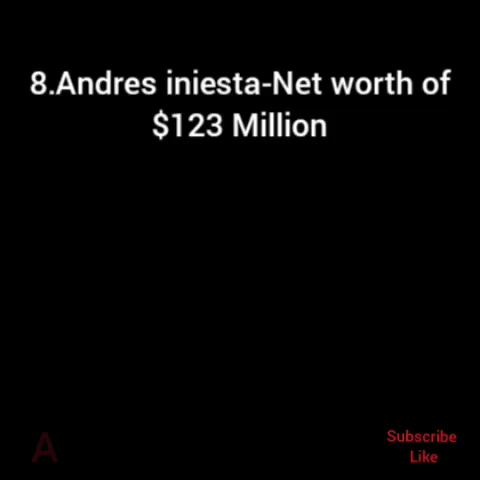 8.Andres iniesta-Net worth of
$123 Million
A
Subscribe
Like